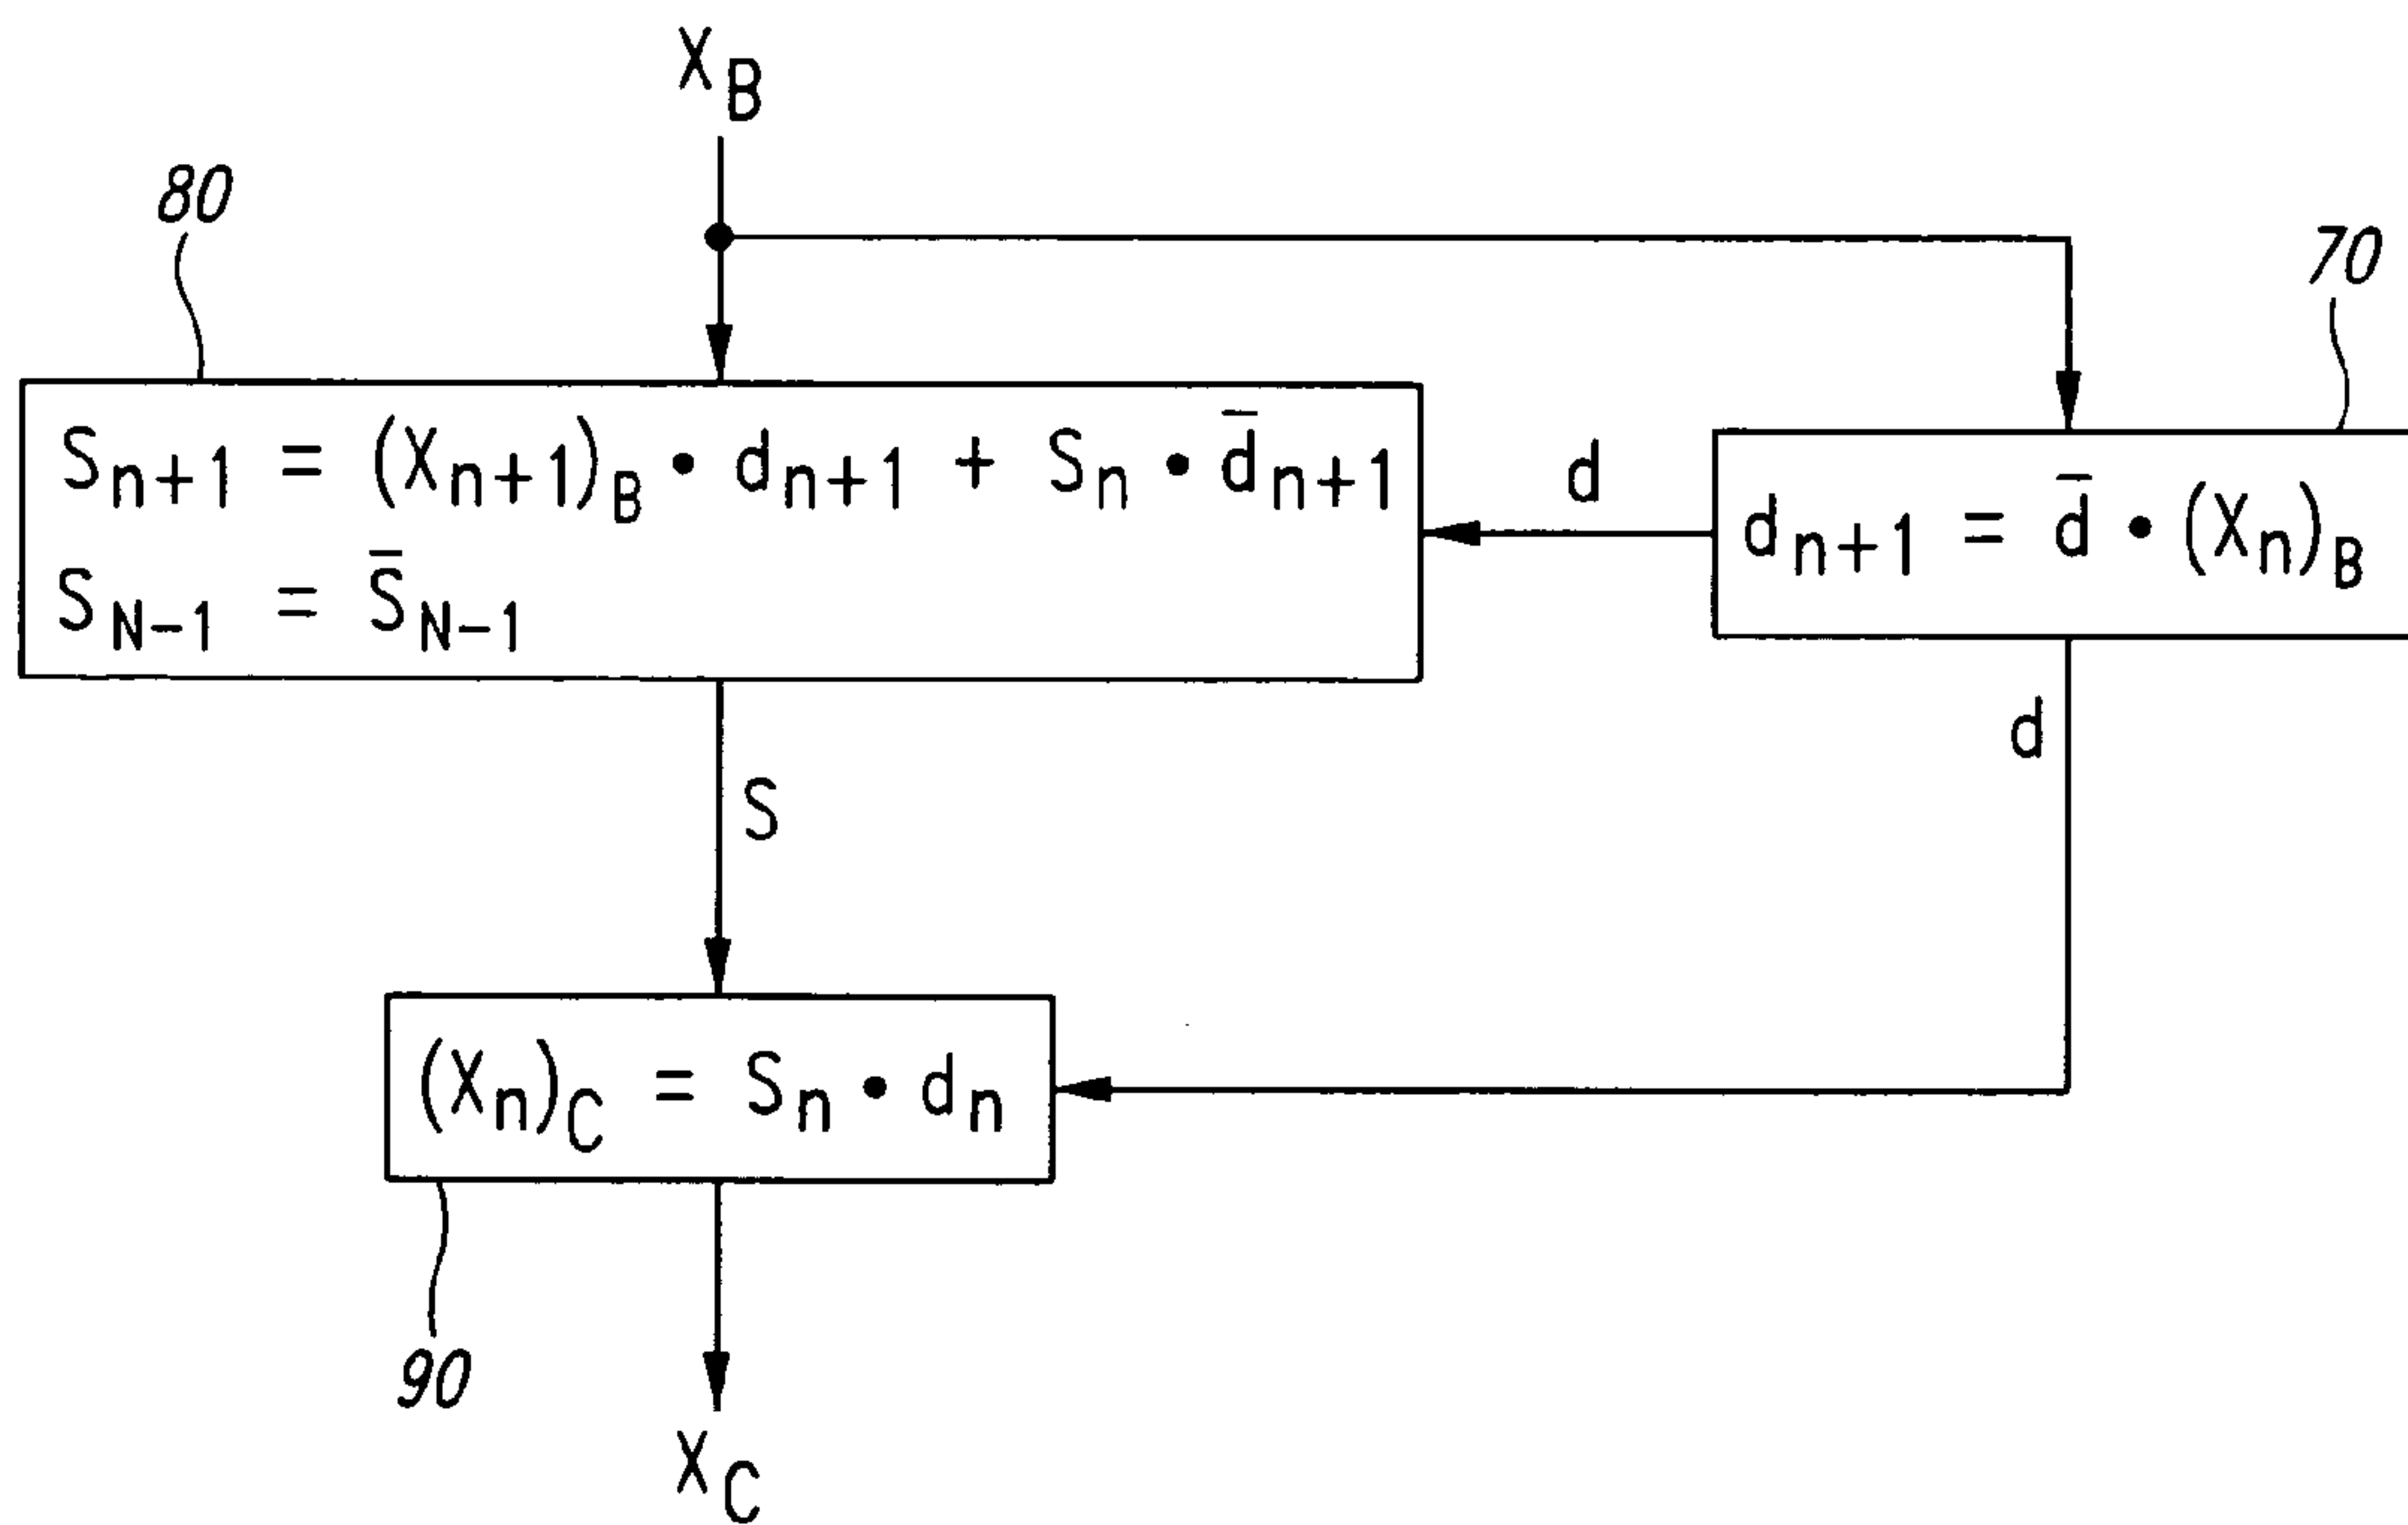 X_B
80
70
S_{n+1} = (X_{n+1})_B • d_{n+1} + S_n • d̄_{n+1}
S_{N-1} = S̄_{N-1}
d
d_{n+1} = d̄ • (X_n)_B
d
S
(X_n)_C = S_n • d_n
90
X_C